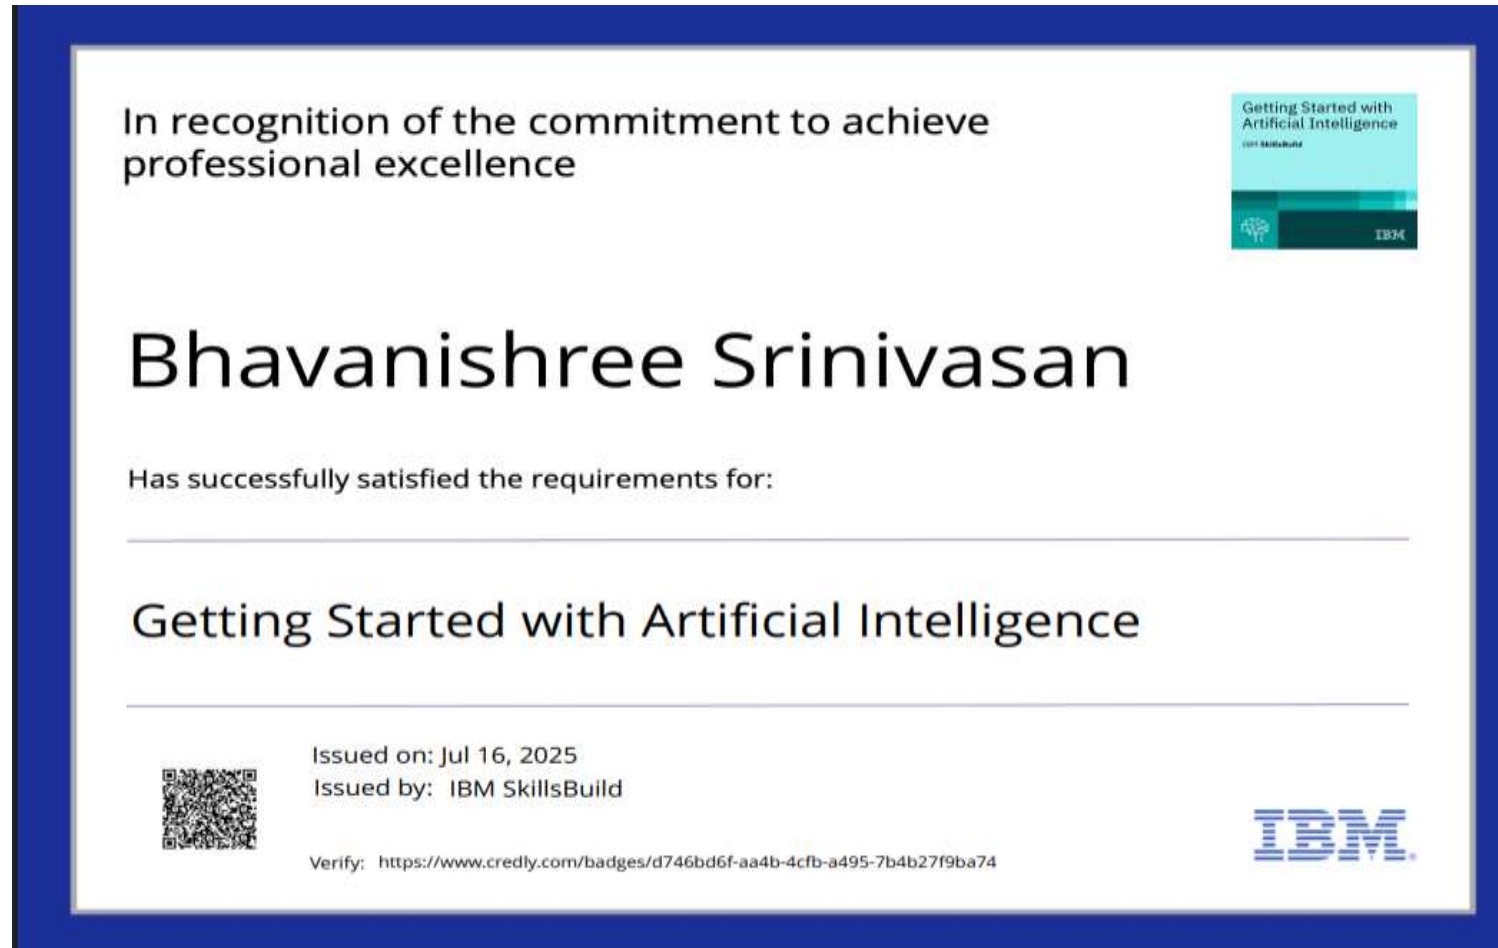 In recognition of the commitment to achieve
professional excellence
Getting Started with
Artificial Intelligence
IBM SkillsBuild
IBM
Bhavanishree Srinivasan
Has successfully satisfied the requirements for:
Getting Started with Artificial Intelligence
Issued on: Jul 16, 2025
Issued by: IBM SkillsBuild
Verify: https://www.credly.com/badges/d746bd6f-aa4b-4cfb-a495-7b4b27f9ba74
IBM.